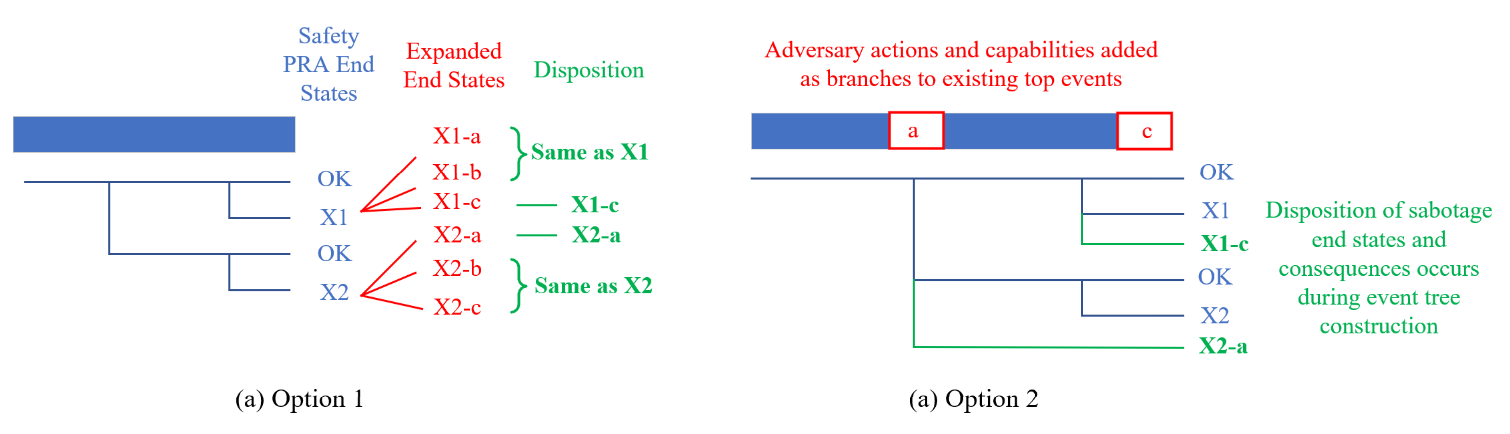 Safety
PRA End
States
Expanded
End States
Disposition
OK
X1
OK
X2
X1-a
X1-b
X1-c
X2-a
X2-b
X2-c
Same as X1
X1-c
X2-a
Same as X2
(a) Option 1
Adversary actions and capabilities added
as branches to existing top events
a
c
OK
X1
X1-c
OK
X2
X2-a
Disposition of sabotage
end states and
consequences occurs
during event tree
construction
(a) Option 2